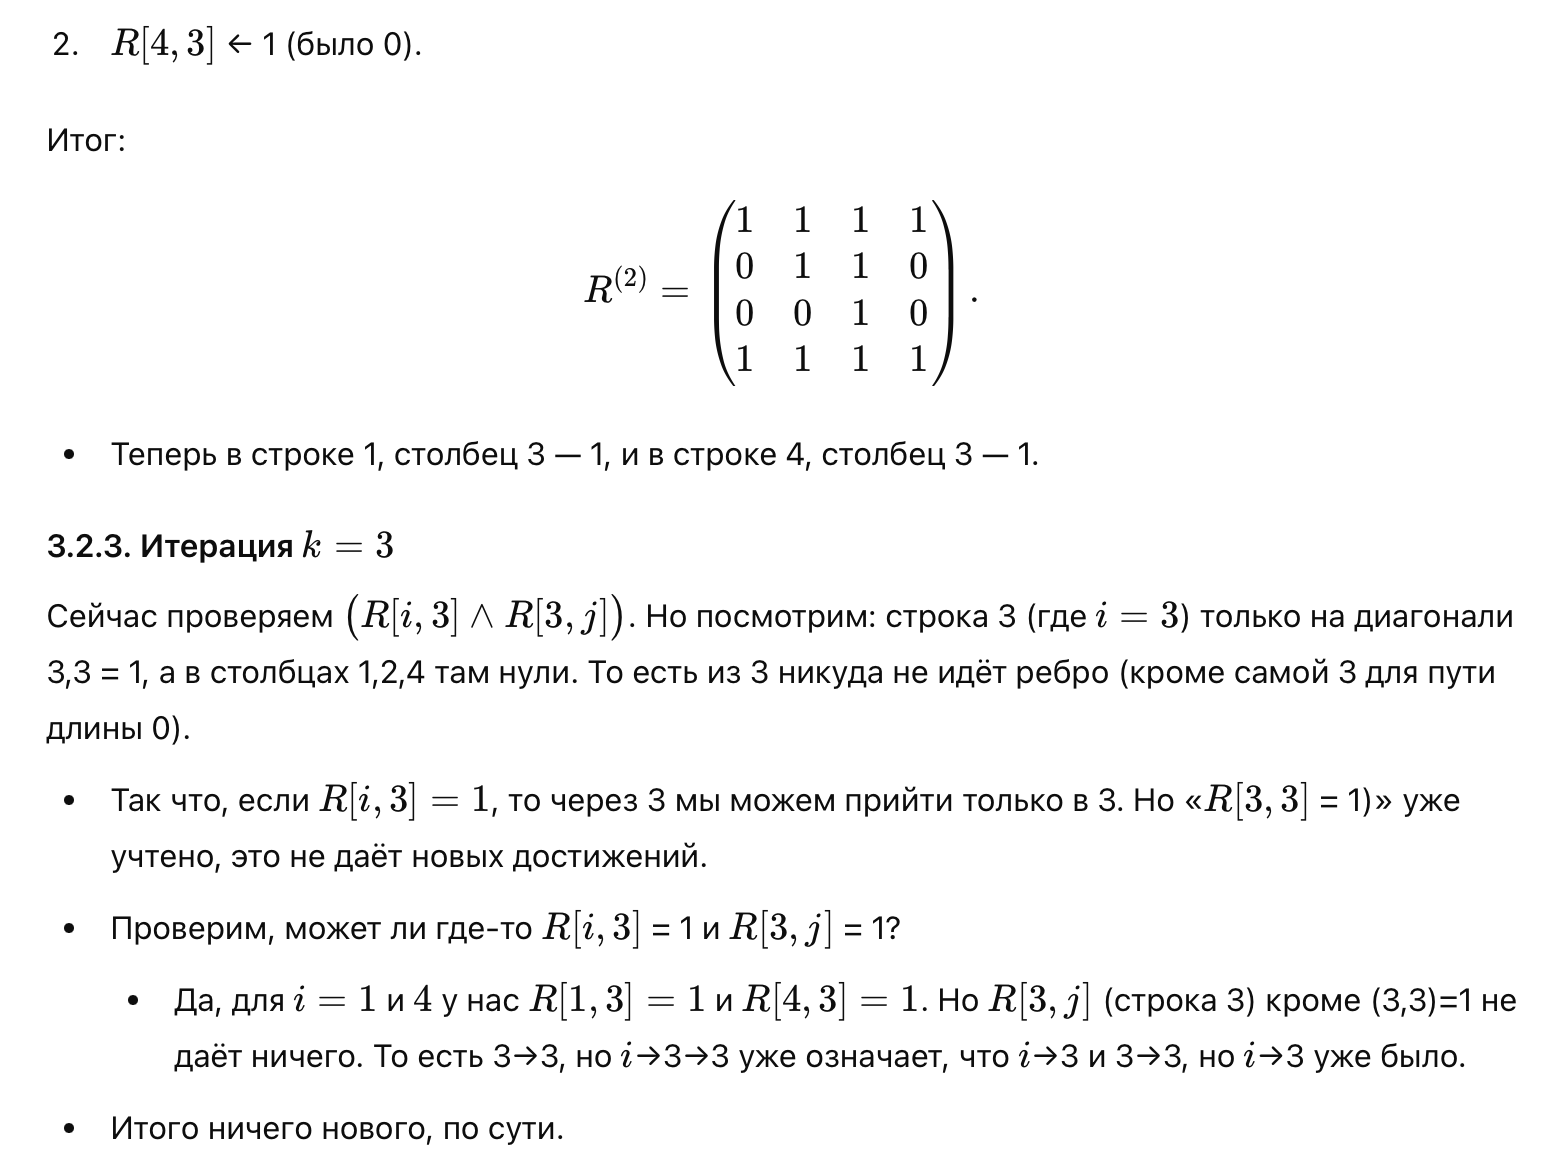 2. R[4, 3] ← 1 (было 0).
Итог:
R^{(2)} = \begin{pmatrix} 1 & 1 & 1 & 1 \\ 0 & 1 & 1 & 0 \\ 0 & 0 & 1 & 0 \\ 1 & 1 & 1 & 1 \end{pmatrix}.
• Теперь в строке 1, столбец 3 — 1, и в строке 4, столбец 3 — 1.
3.2.3. Итерация k = 3
Сейчас проверяем (R[i, 3] ∧ R[3, j]). Но посмотрим: строка 3 (где i = 3) только на диагонали
3,3 = 1, а в столбцах 1,2,4 там нули. То есть из 3 никуда не идёт ребро (кроме самой 3 для пути
длины 0).
• Так что, если R[i, 3] = 1, то через 3 мы можем прийти только в 3. Но «R[3, 3] = 1)» уже
учтено, это не даёт новых достижений.
• Проверим, может ли где-то R[i, 3] = 1 и R[3, j] = 1?
• Да, для i = 1 и 4 у нас R[1, 3] = 1 и R[4, 3] = 1. Но R[3, j] (строка 3) кроме (3,3)=1 не
даёт ничего. То есть 3→3, но i→3→3 уже означает, что i→3 и 3→3, но i→3 уже было.
• Итого ничего нового, по сути.